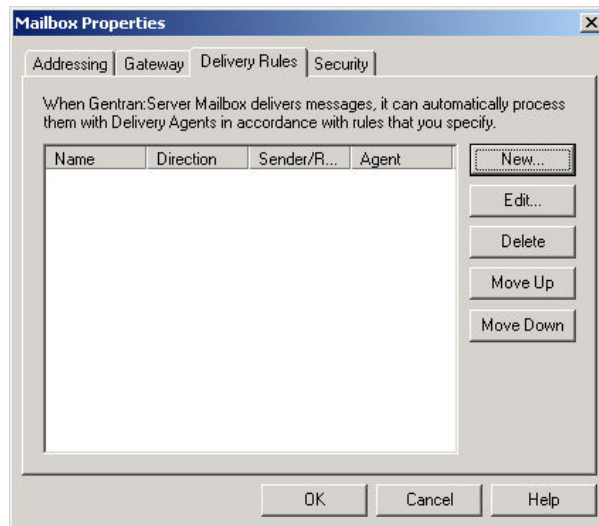 Mailbox Properties
Addressing Gateway Delivery Rules Security
When Gentran:Server Mailbox delivers messages, it can automatically process
them with Delivery Agents in accordance with rules that you specify.
Name Direction Sender/R... Agent
New...
Edit...
Delete
Move Up
Move Down
OK Cancel Help